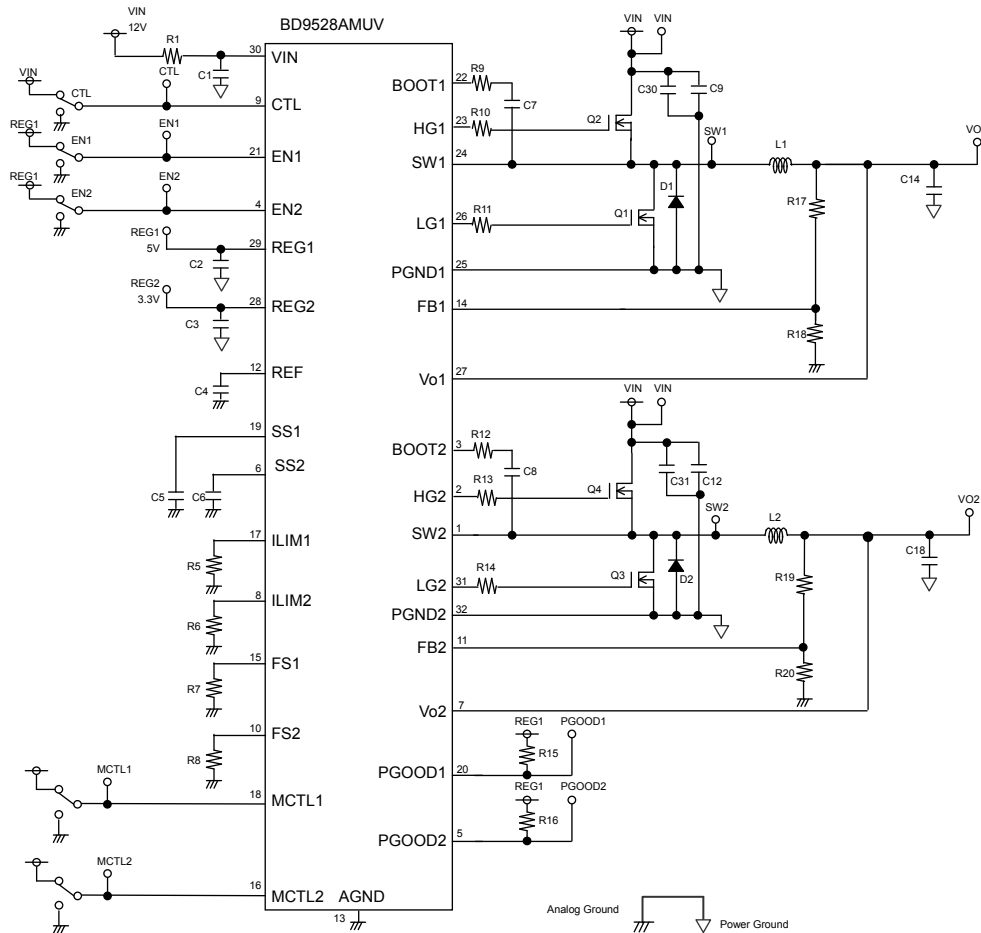 BD9528AMUV
VIN
12V
R1
30
VIN
C1
VIN
CTL
CTL
9
CTL
REG1
EN1
EN1
21
EN1
REG1
EN2
EN2
4
EN2
REG1
5V
29
REG1
C2
REG2
3.3V
28
REG2
C3
12
REF
C4
19
SS1
6
SS2
C5
C6
17
ILIM1
R5
8
ILIM2
R6
15
FS1
R7
10
FS2
R8
MCTL1
18
MCTL1
MCTL2
16
MCTL2
AGND
13
VIN
VIN
BOOT1
22
R9
C7
C30
C9
HG1
23
R10
Q2
SW1
24
SW1
L1
VO
C14
D1
R17
LG1
26
R11
Q1
PGND1
25
FB1
14
R18
Vo1
27
VIN
VIN
BOOT2
3
R12
C8
C31
C12
HG2
2
R13
Q4
SW2
1
SW2
L2
VO2
C18
LG2
31
R14
Q3
D2
R19
PGND2
32
FB2
11
R20
Vo2
7
REG1
PGOOD1
R15
PGOOD1
20
REG1
PGOOD2
R16
PGOOD2
5
Analog Ground
Power Ground